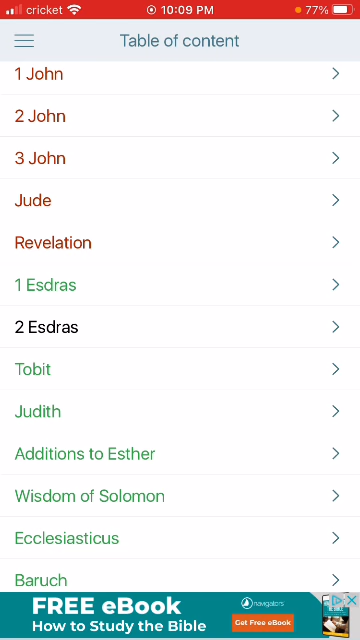 cricket 10:09 PM 77%
Table of content
1 John
2 John
3 John
Jude
Revelation
1 Esdras
2 Esdras
Tobit
Judith
Additions to Esther
Wisdom of Solomon
Ecclesiasticus
Baruch
FREE eBook
How to Study the Bible
navigators
Get Free eBook